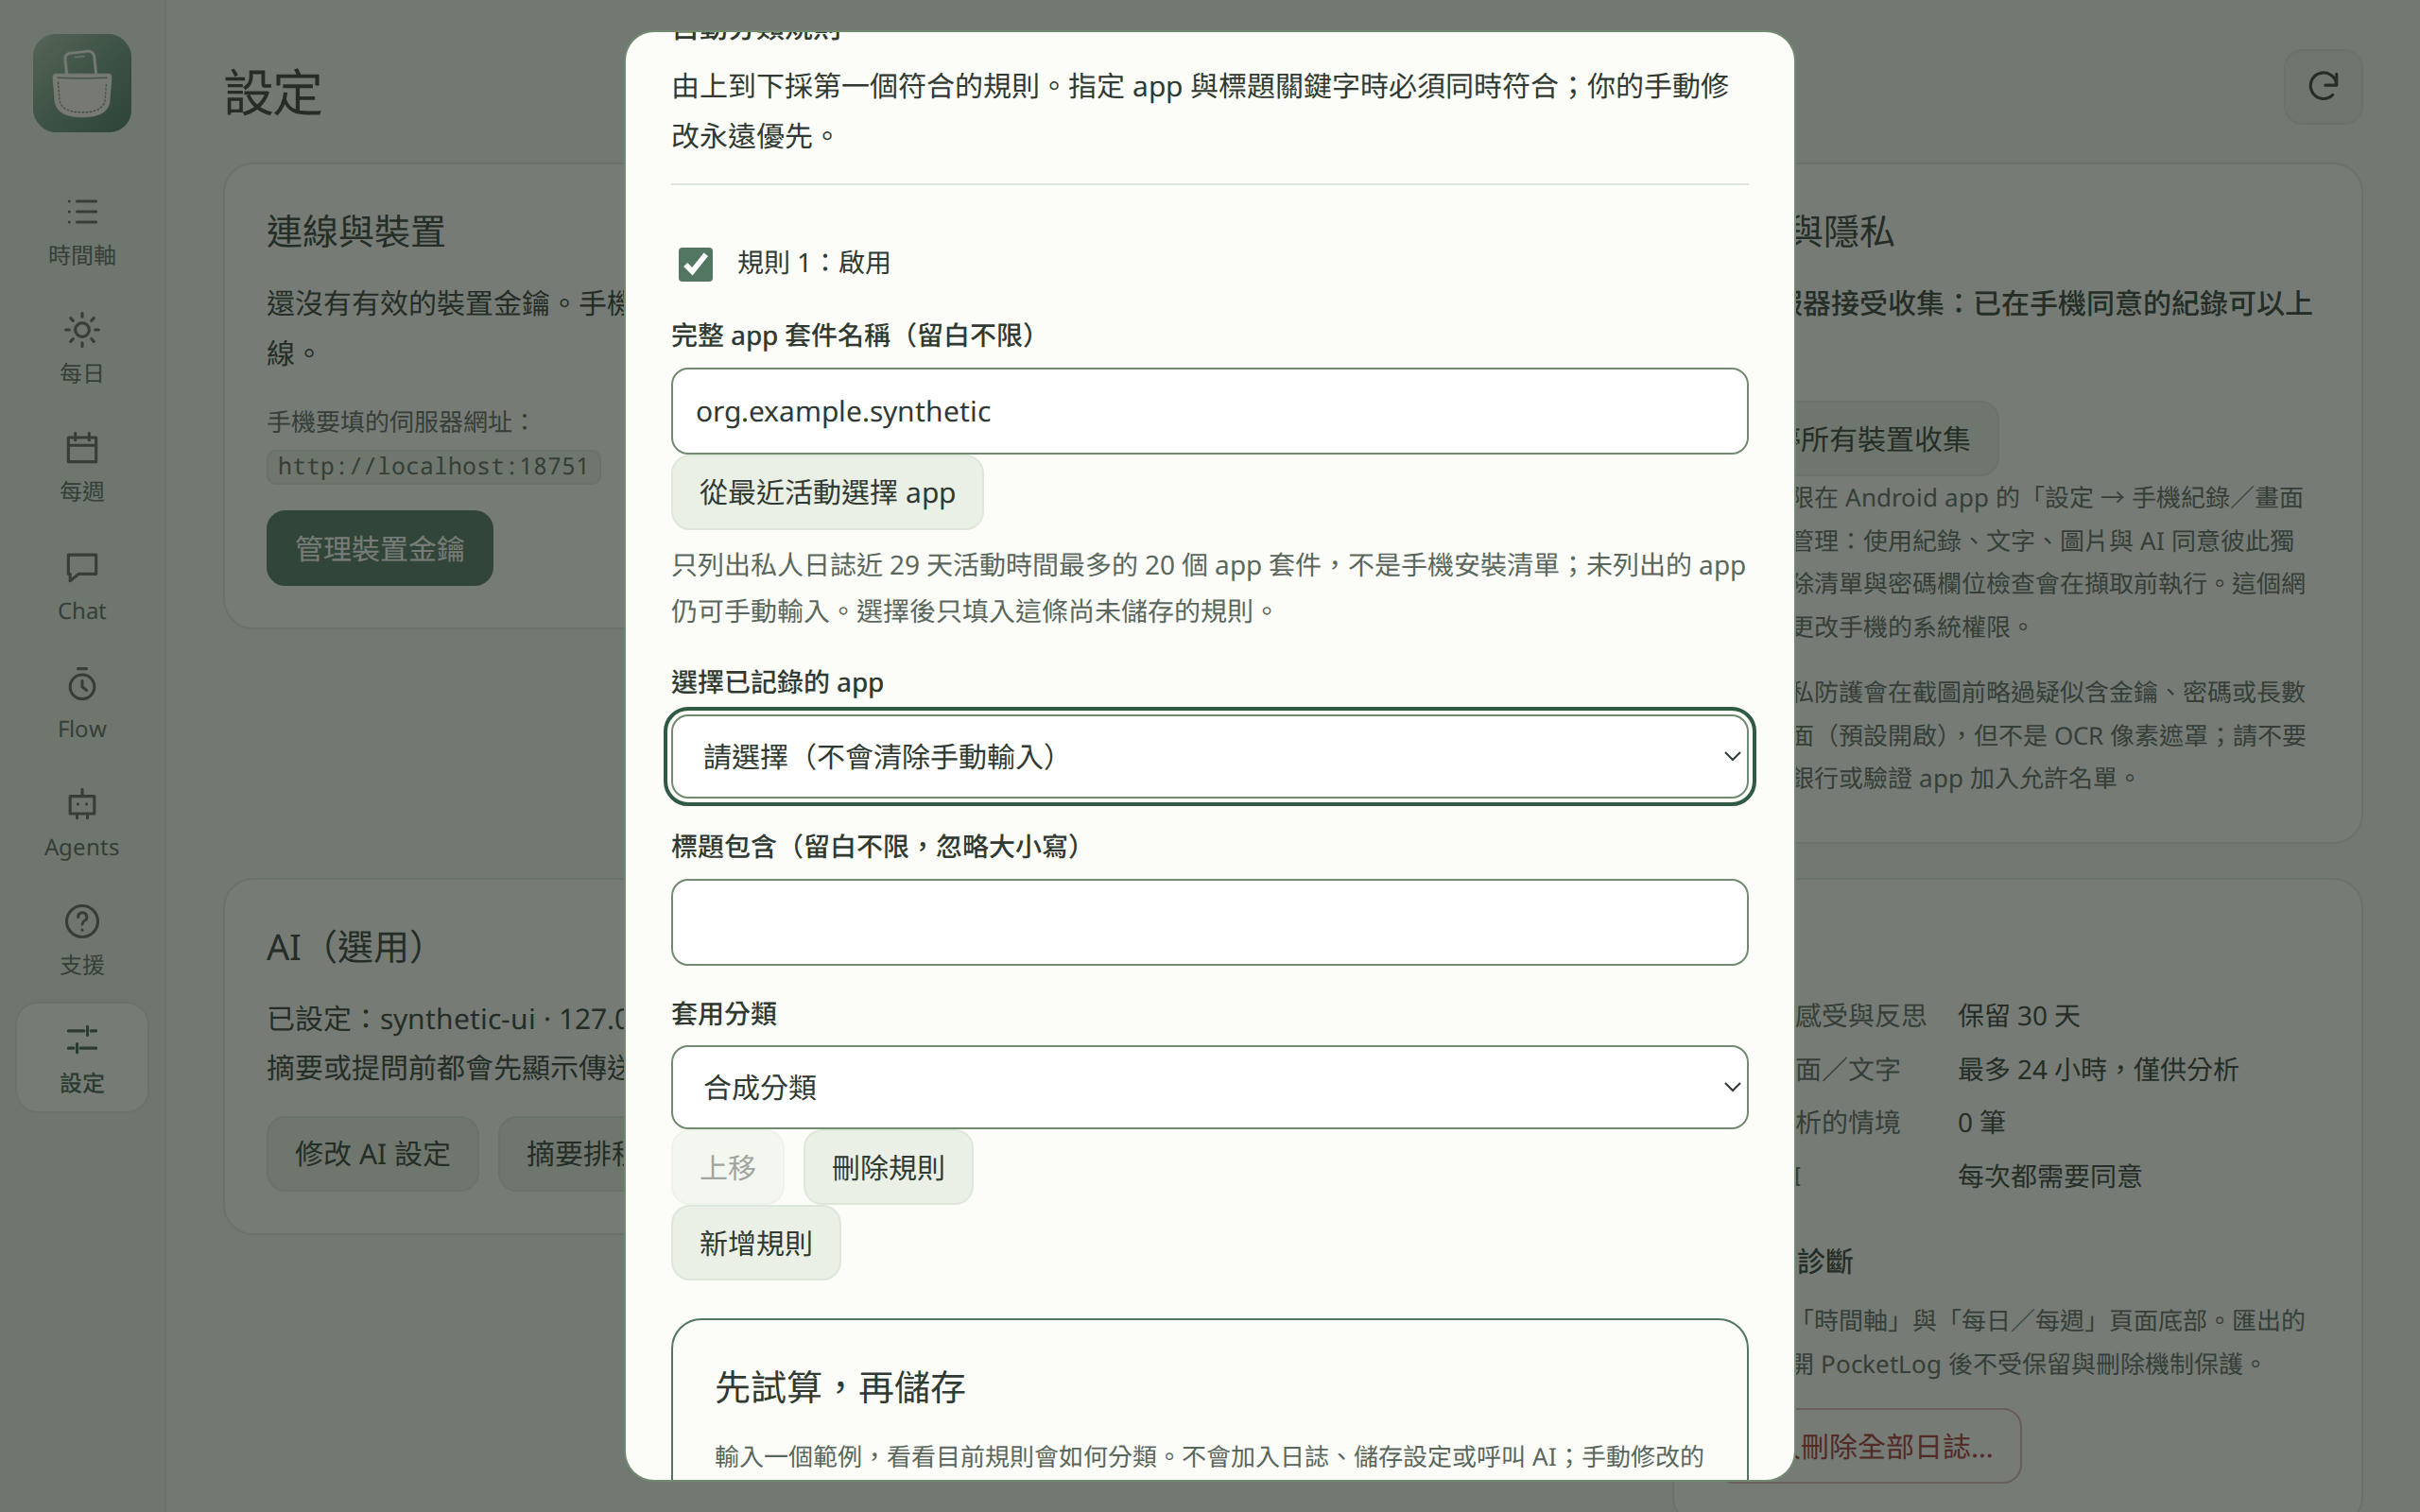 設定
時間軸
每日
每週
Chat
Flow
Agents
支援
設定
連線與裝置
還沒有有效的裝置金鑰。手機
線。
手機要填的伺服器網址：
http://localhost:18751
管理裝置金鑰
AI（選用）
已設定：synthetic-ui · 127.0
摘要或提問前都會先顯示傳送
修改 AI 設定
摘要排程
自動分類規則
由上到下採第一個符合的規則。指定 app 與標題關鍵字時必須同時符合；你的手動修
改永遠優先。
規則 1：啟用
完整 app 套件名稱（留白不限）
org.example.synthetic
從最近活動選擇 app
只列出私人日誌近 29 天活動時間最多的 20 個 app 套件，不是手機安裝清單；未列出的 app
仍可手動輸入。選擇後只填入這條尚未儲存的規則。
選擇已記錄的 app
請選擇（不會清除手動輸入）
標題包含（留白不限，忽略大小寫）
套用分類
合成分類
上移
刪除規則
新增規則
先試算，再儲存
輸入一個範例，看看目前規則會如何分類。不會加入日誌、儲存設定或呼叫 AI；手動修改的
與隱私
服器接受收集：已在手機同意的紀錄可以上
所有裝置收集
限在 Android app 的「設定 → 手機紀錄／畫面
管理：使用紀錄、文字、圖片與 AI 同意彼此獨
除清單與密碼欄位檢查會在擷取前執行。這個網
更改手機的系統權限。
私防護會在截圖前略過疑似含金鑰、密碼或長數
面（預設開啟），但不是 OCR 像素遮罩；請不要
銀行或驗證 app 加入允許名單。
感受與反思
保留 30 天
面／文字
最多 24 小時，僅供分析
析的情境
0 筆
每次都需要同意
診斷
「時間軸」與「每日／每週」頁面底部。匯出的
開 PocketLog 後不受保留與刪除機制保護。
刪除全部日誌…